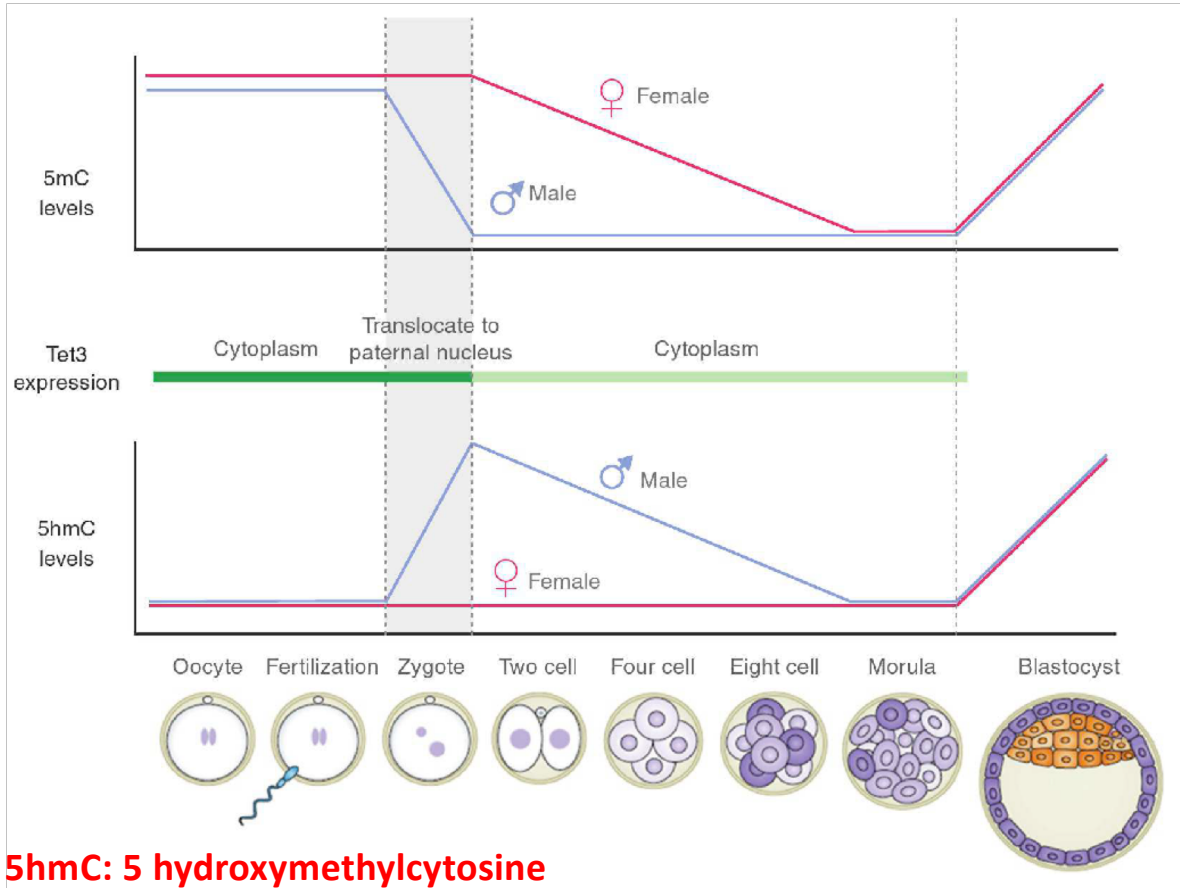 ♀ Female
5mC
levels
♂ Male
Translocate to
Cytoplasm paternal nucleus Cytoplasm
Tet3
expression
♂ Male
5hmC
levels
♀ Female
Oocyte Fertilization Zygote Two cell Four cell Eight cell Morula Blastocyst
5hmC: 5 hydroxymethylcytosine